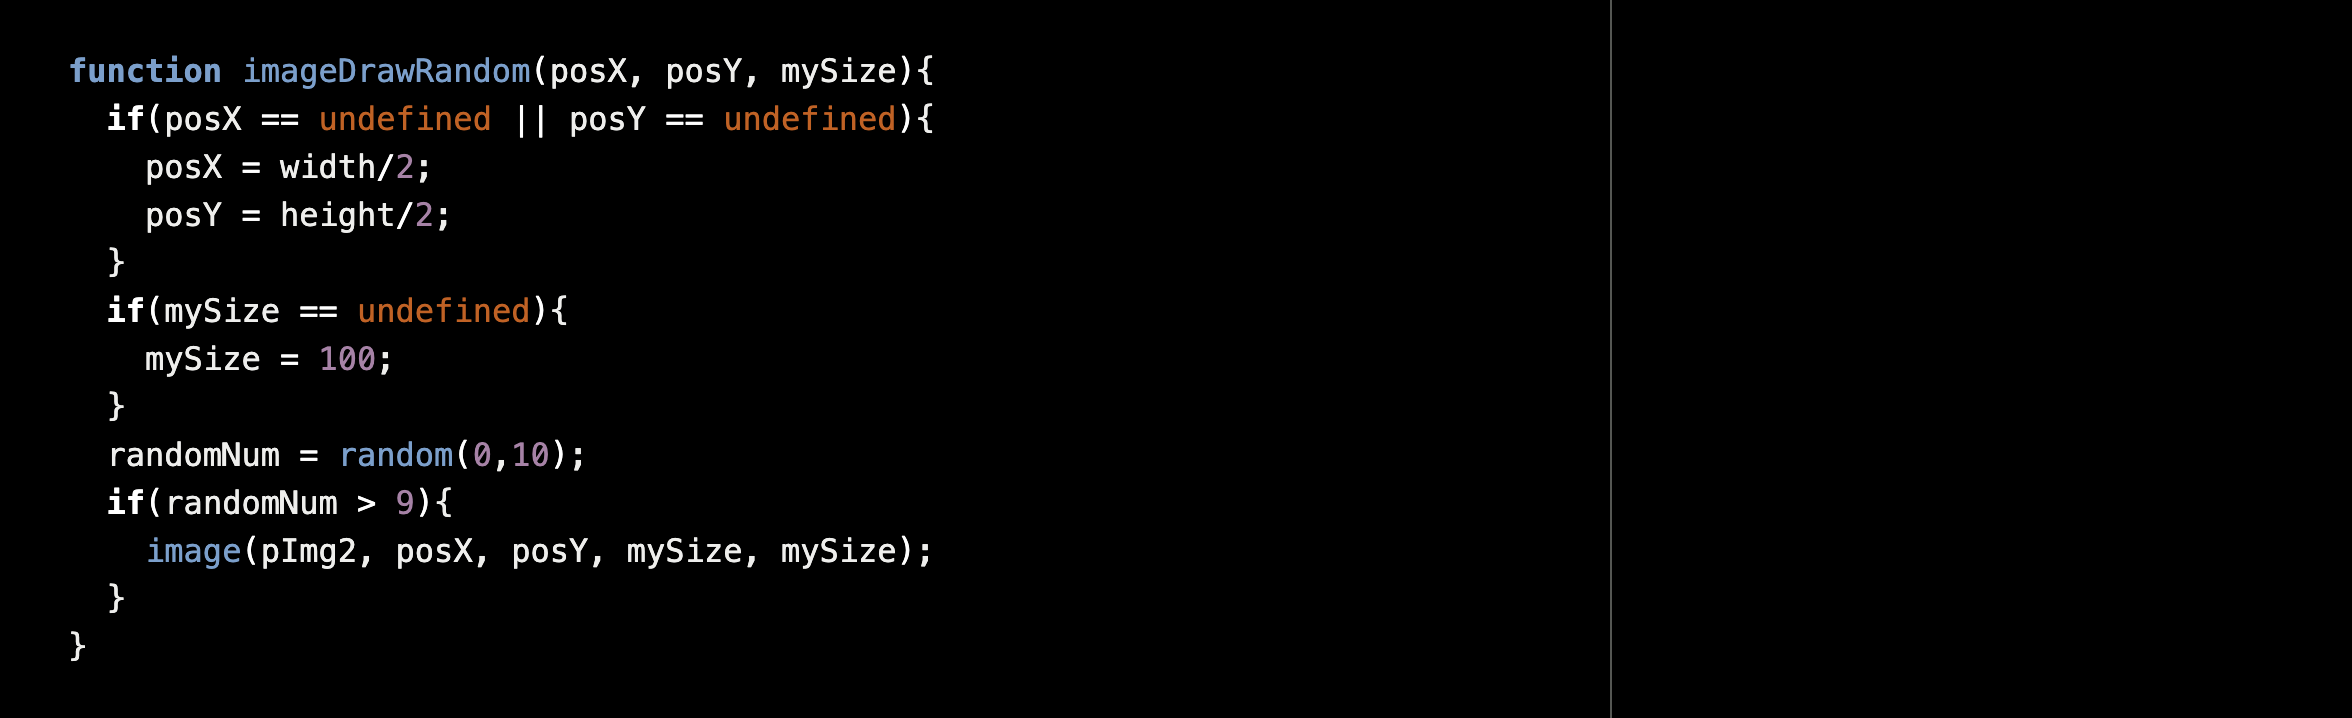 function imageDrawRandom(posX, posY, mySize){
  if(posX == undefined || posY == undefined){
    posX = width/2;
    posY = height/2;
  }
  if(mySize == undefined){
    mySize = 100;
  }
  randomNum = random(0,10);
  if(randomNum > 9){
    image(pImg2, posX, posY, mySize, mySize);
  }
}